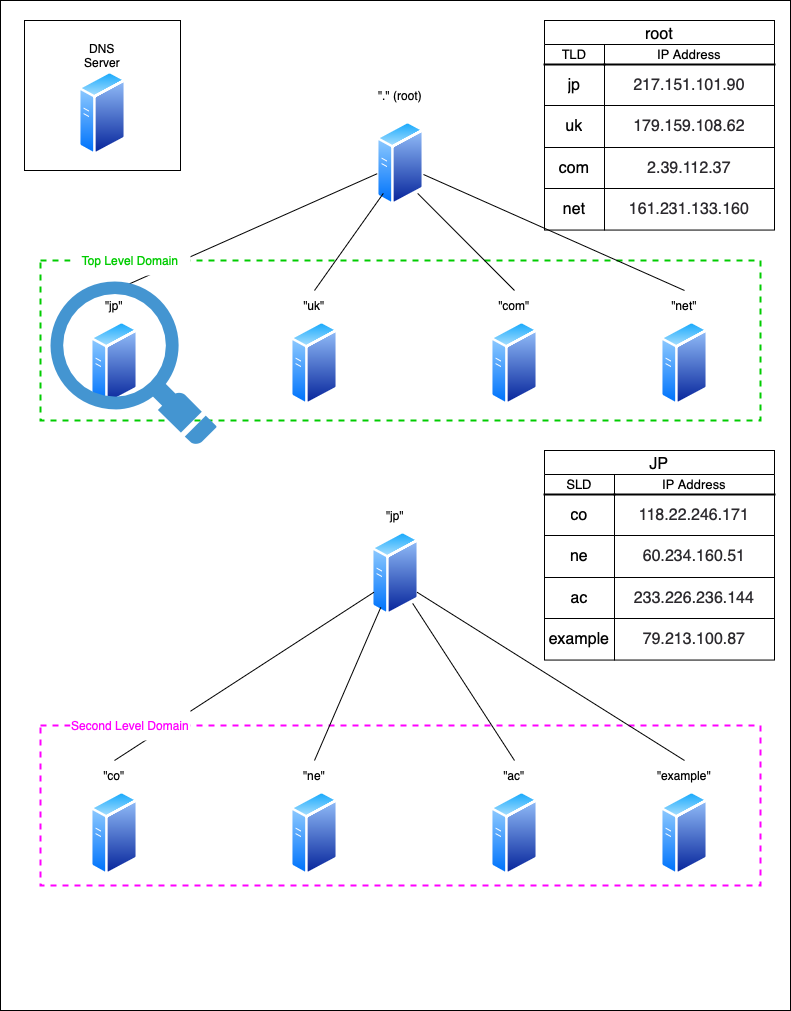 DNS
Server
root
TLD IP Address
jp 217.151.101.90
uk 179.159.108.62
com 2.39.112.37
net 161.231.133.160
"." (root)
Top Level Domain
"jp" "uk" "com" "net"
JP
SLD IP Address
co 118.22.246.171
ne 60.234.160.51
ac 233.226.236.144
example 79.213.100.87
"jp"
Second Level Domain
"co" "ne" "ac" "example"